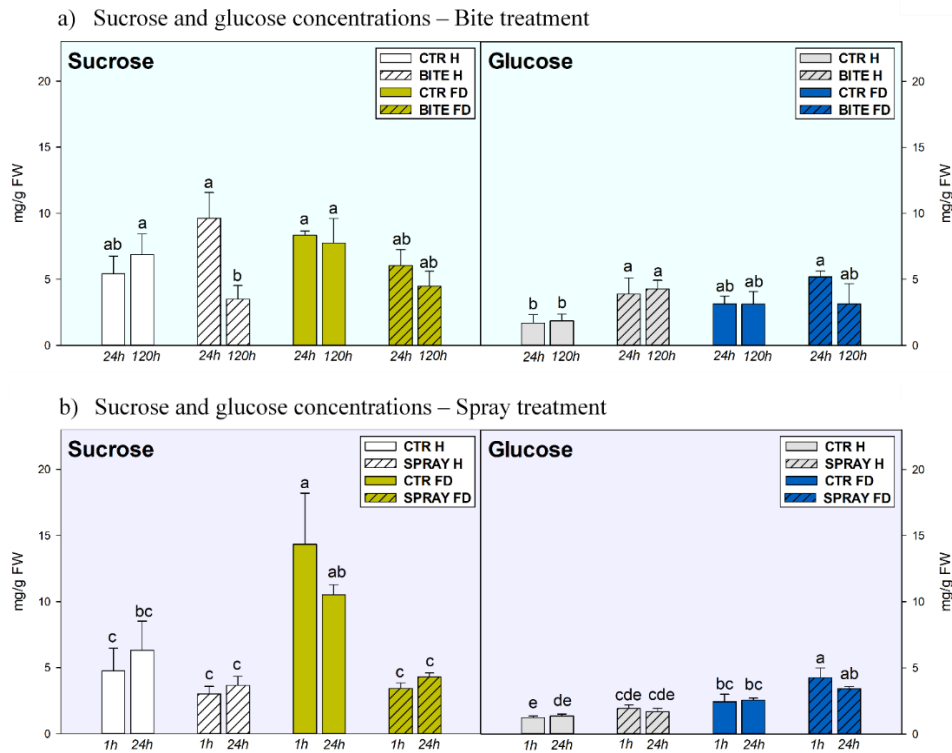 a) Sucrose and glucose concentrations – Bite treatment
Sucrose
CTR H
BITE H
CTR FD
BITE FD
Glucose
CTR H
BITE H
CTR FD
BITE FD
20
15
10
5
0
mg/g FW
ab a a b a a ab ab
b b a a ab ab a ab
20
15
10
5
0
mg/g FW
24h 120h 24h 120h 24h 120h 24h 120h
24h 120h 24h 120h 24h 120h 24h 120h
b) Sucrose and glucose concentrations – Spray treatment
Sucrose
CTR H
SPRAY H
CTR FD
SPRAY FD
Glucose
CTR H
SPRAY H
CTR FD
SPRAY FD
20
15
10
5
0
mg/g FW
c bc c c a ab c c
e de cde cde bc bc a ab
20
15
10
5
0
mg/g FW
1h 24h 1h 24h 1h 24h 1h 24h
1h 24h 1h 24h 1h 24h 1h 24h